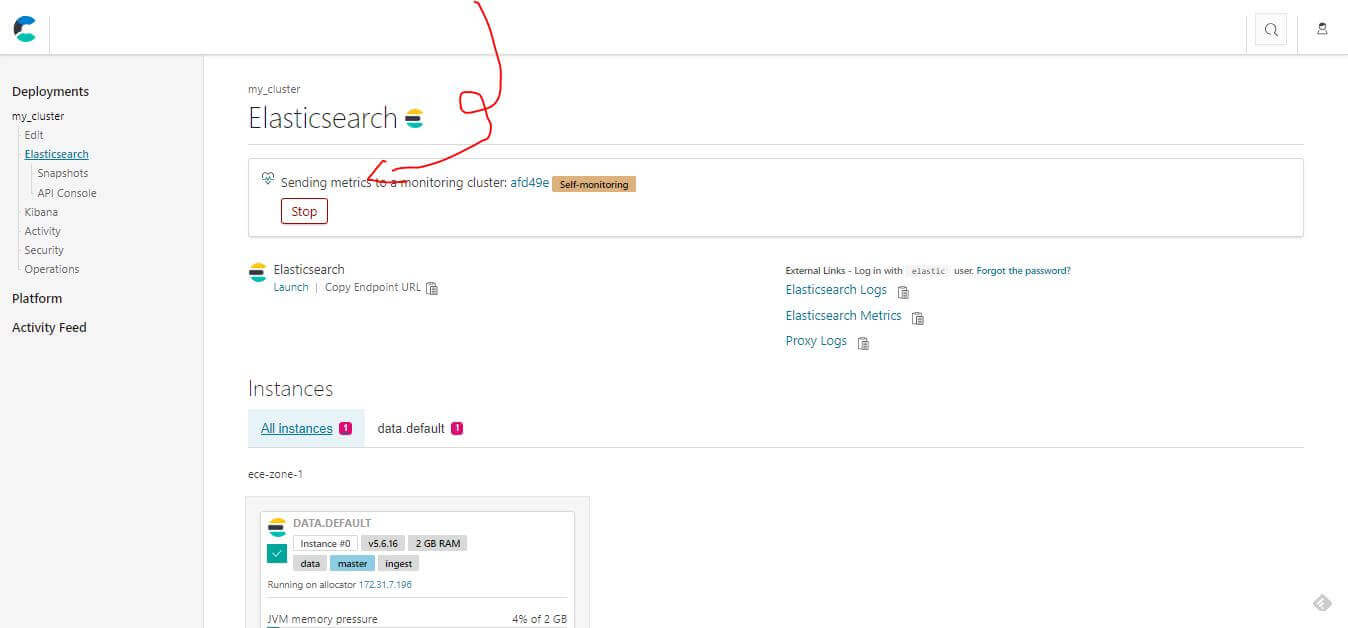 Deployments
my_cluster
Edit
Elasticsearch
Snapshots
API Console
Kibana
Activity
Security
Operations
Platform
Activity Feed
my_cluster
Elasticsearch
Sending metrics to a monitoring cluster: afd49e Self-monitoring
Stop
Elasticsearch
Launch | Copy Endpoint URL
External Links - Log in with elastic user. Forgot the password?
Elasticsearch Logs
Elasticsearch Metrics
Proxy Logs
Instances
All Instances 1 data.default 1
ece-zone-1
DATA.DEFAULT
Instance #0 v5.6.16 2 GB RAM
data master ingest
Running on allocator 172.31.7.196
JVM memory pressure 4% of 2 GB